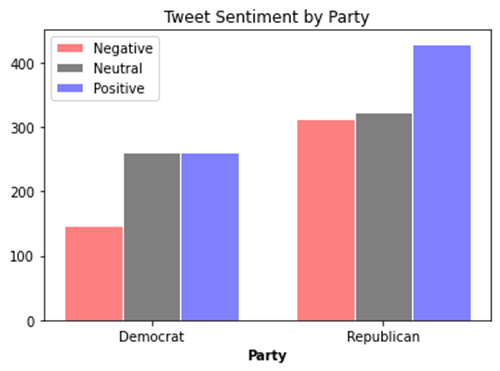 Tweet Sentiment by Party
Negative
Neutral
Positive
400
300
200
100
0
Democrat
Republican
Party